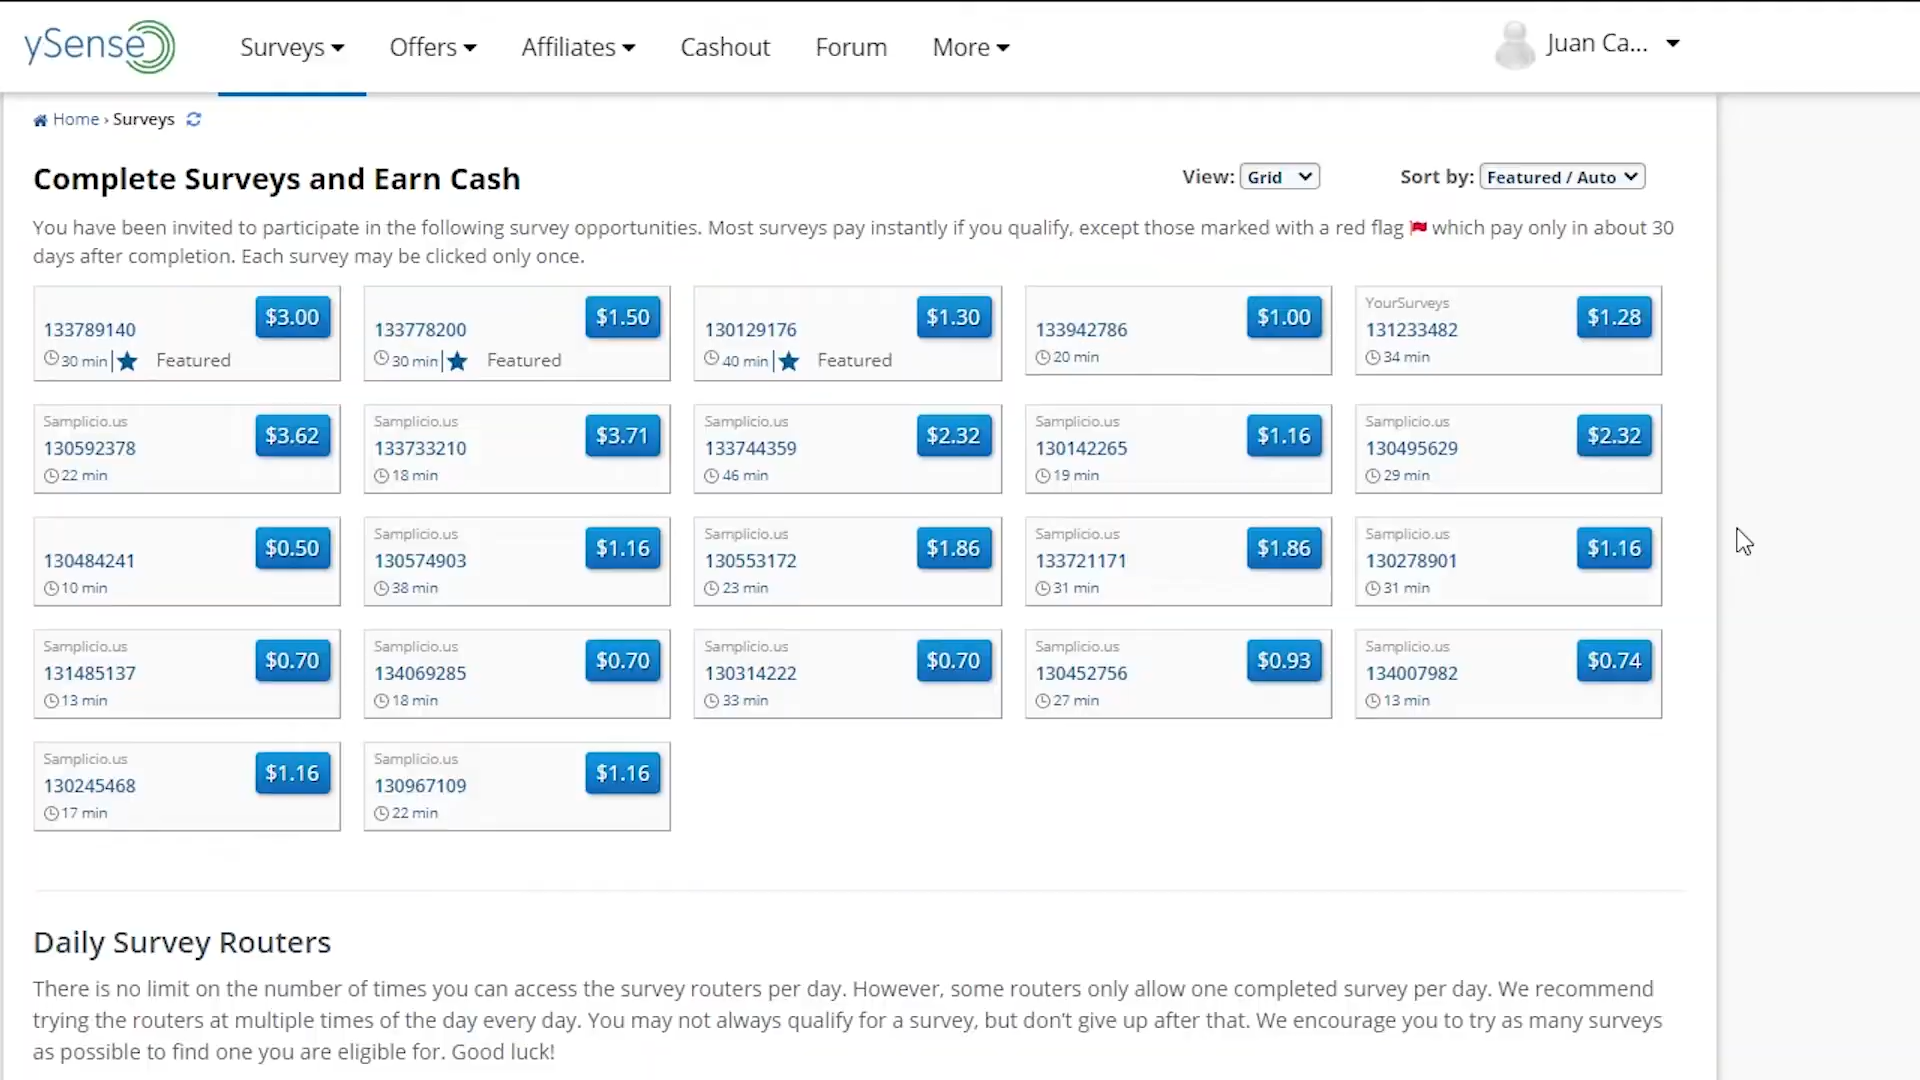 ySense
Surveys Offers Affiliates Cashout Forum More Juan Ca...
Home › Surveys
Complete Surveys and Earn Cash
View: Grid Sort by: Featured / Auto
You have been invited to participate in the following survey opportunities. Most surveys pay instantly if you qualify, except those marked with a red flag which pay only in about 30
days after completion. Each survey may be clicked only once.
133789140 $3.00
30 min | Featured
133778200 $1.50
30 min | Featured
130129176 $1.30
40 min | Featured
133942786 $1.00
20 min
YourSurveys
131233482 $1.28
34 min
Samplicio.us
130592378 $3.62
22 min
Samplicio.us
133733210 $3.71
18 min
Samplicio.us
133744359 $2.32
46 min
Samplicio.us
130142265 $1.16
19 min
Samplicio.us
130495629 $2.32
29 min
130484241 $0.50
10 min
Samplicio.us
130574903 $1.16
38 min
Samplicio.us
130553172 $1.86
23 min
Samplicio.us
133721171 $1.86
31 min
Samplicio.us
130278901 $1.16
31 min
Samplicio.us
131485137 $0.70
13 min
Samplicio.us
134069285 $0.70
18 min
Samplicio.us
130314222 $0.70
33 min
Samplicio.us
130452756 $0.93
27 min
Samplicio.us
134007982 $0.74
13 min
Samplicio.us
130245468 $1.16
17 min
Samplicio.us
130967109 $1.16
22 min
Daily Survey Routers
There is no limit on the number of times you can access the survey routers per day. However, some routers only allow one completed survey per day. We recommend
trying the routers at multiple times of the day every day. You may not always qualify for a survey, but don't give up after that. We encourage you to try as many surveys
as possible to find one you are eligible for. Good luck!